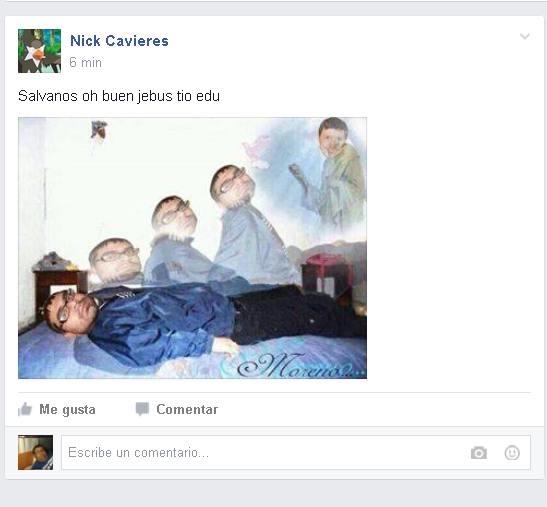 Nick Cavieres
6 min
Salvanos oh buen jebus tio edu
Moreno...
Me gusta
Comentar
Escribe un comentario...